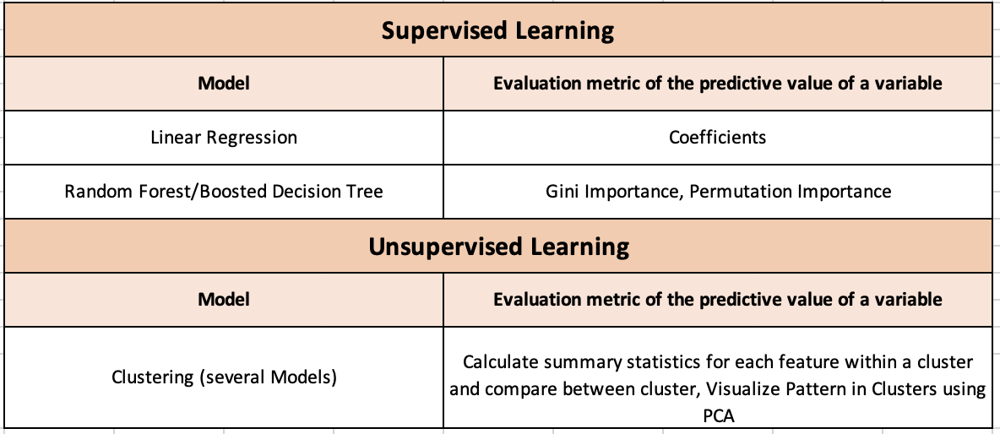 Supervised Learning
Model
Evaluation metric of the predictive value of a variable
Linear Regression
Coefficients
Random Forest/Boosted Decision Tree
Gini Importance, Permutation Importance
Unsupervised Learning
Model
Evaluation metric of the predictive value of a variable
Clustering (several Models)
Calculate summary statistics for each feature within a cluster
and compare between cluster, Visualize Pattern in Clusters using
PCA